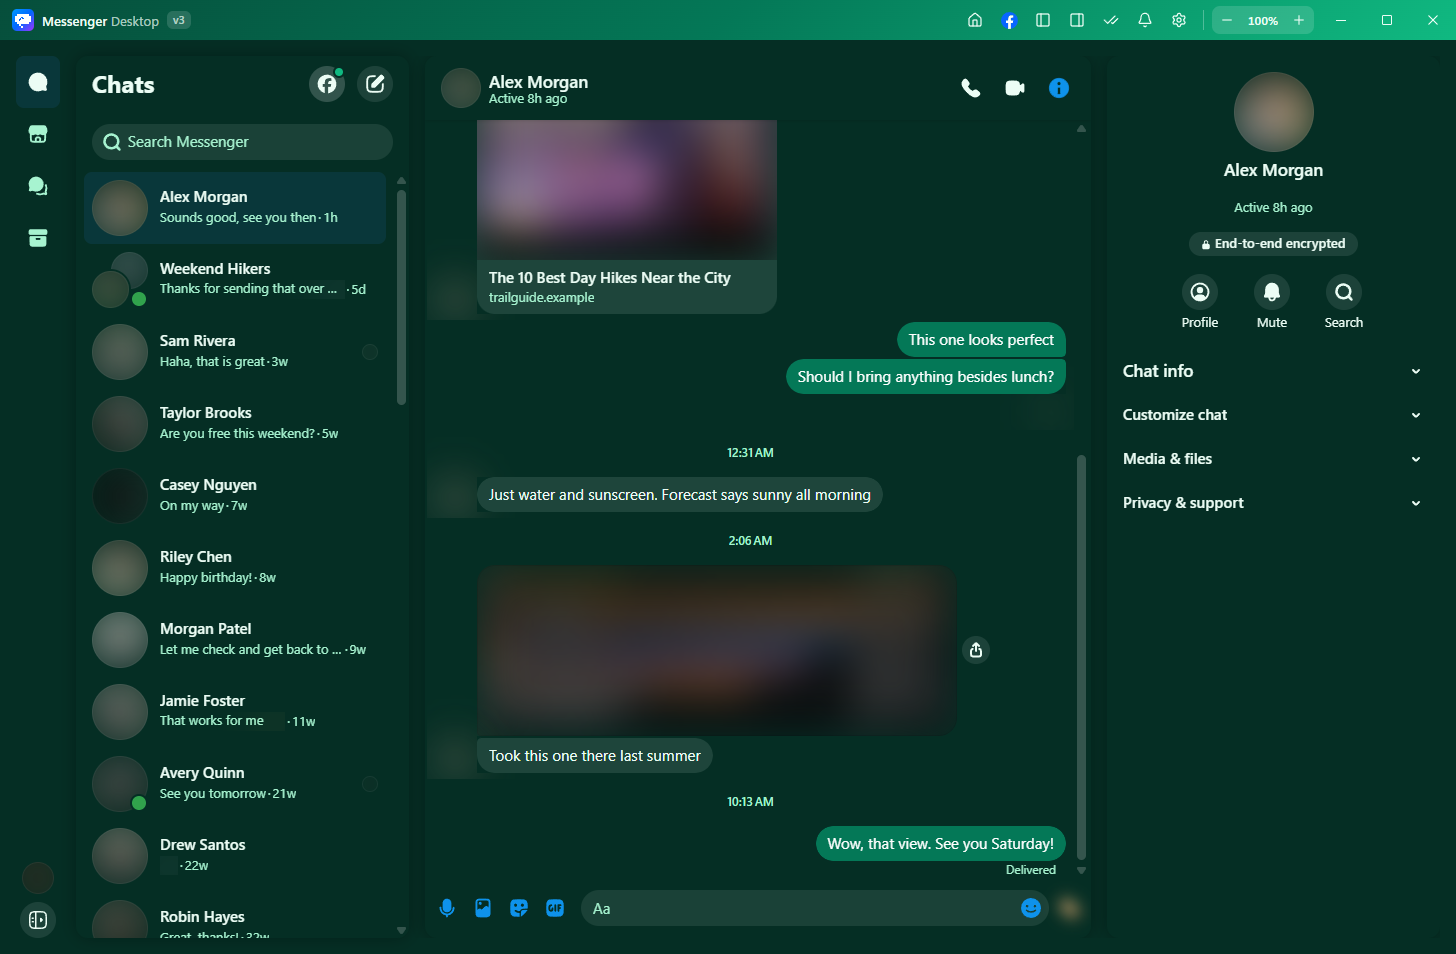 Messenger Desktop v3
100%
Chats
Search Messenger
Alex Morgan
Sounds good, see you then · 1h
Weekend Hikers
Thanks for sending that over ... · 5d
Sam Rivera
Haha, that is great · 3w
Taylor Brooks
Are you free this weekend? · 5w
Casey Nguyen
On my way · 7w
Riley Chen
Happy birthday! · 8w
Morgan Patel
Let me check and get back to ... · 9w
Jamie Foster
That works for me · 11w
Avery Quinn
See you tomorrow · 21w
Drew Santos
· 22w
Robin Hayes
Great, thanks! · 32w
Alex Morgan
Active 8h ago
The 10 Best Day Hikes Near the City
trailguide.example
This one looks perfect
Should I bring anything besides lunch?
12:31 AM
Just water and sunscreen. Forecast says sunny all morning
2:06 AM
Took this one there last summer
10:13 AM
Wow, that view. See you Saturday!
Delivered
GIF
Aa
Alex Morgan
Active 8h ago
End-to-end encrypted
Profile
Mute
Search
Chat info
Customize chat
Media & files
Privacy & support